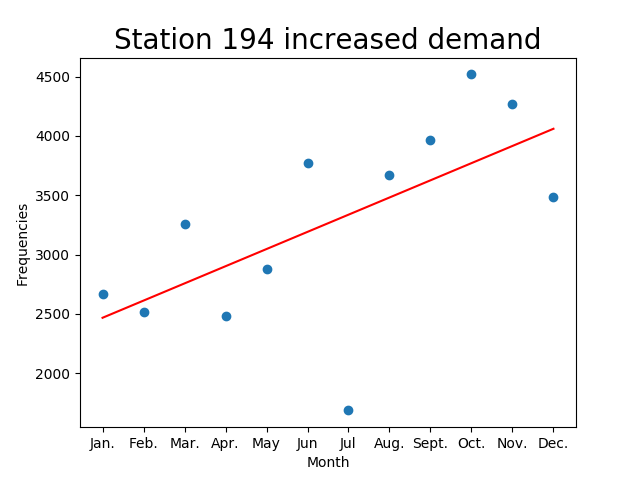 Station 194 increased demand
4500
4000
3500
3000
2500
2000
Frequencies
Jan. Feb. Mar. Apr. May Jun Jul Aug. Sept. Oct. Nov. Dec.
Month